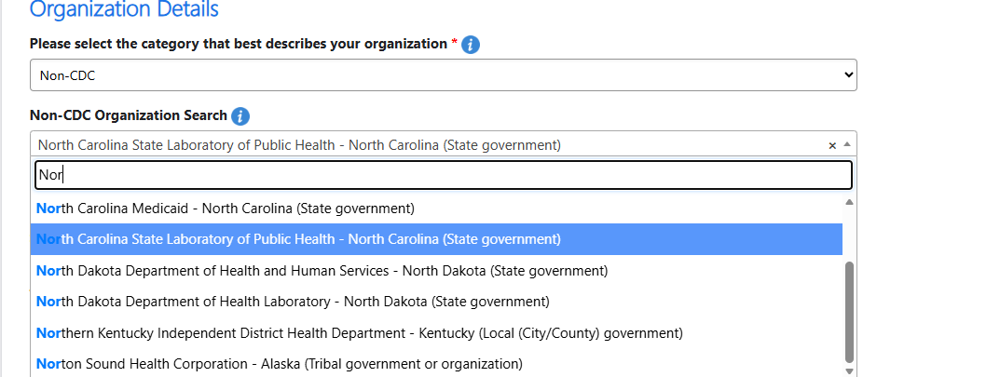 Organization Details
Please select the category that best describes your organization *
Non-CDC
Non-CDC Organization Search
North Carolina State Laboratory of Public Health - North Carolina (State government)
Nor
North Carolina Medicaid - North Carolina (State government)
North Carolina State Laboratory of Public Health - North Carolina (State government)
North Dakota Department of Health and Human Services - North Dakota (State government)
North Dakota Department of Health Laboratory - North Dakota (State government)
Northern Kentucky Independent District Health Department - Kentucky (Local (City/County) government)
Norton Sound Health Corporation - Alaska (Tribal government or organization)